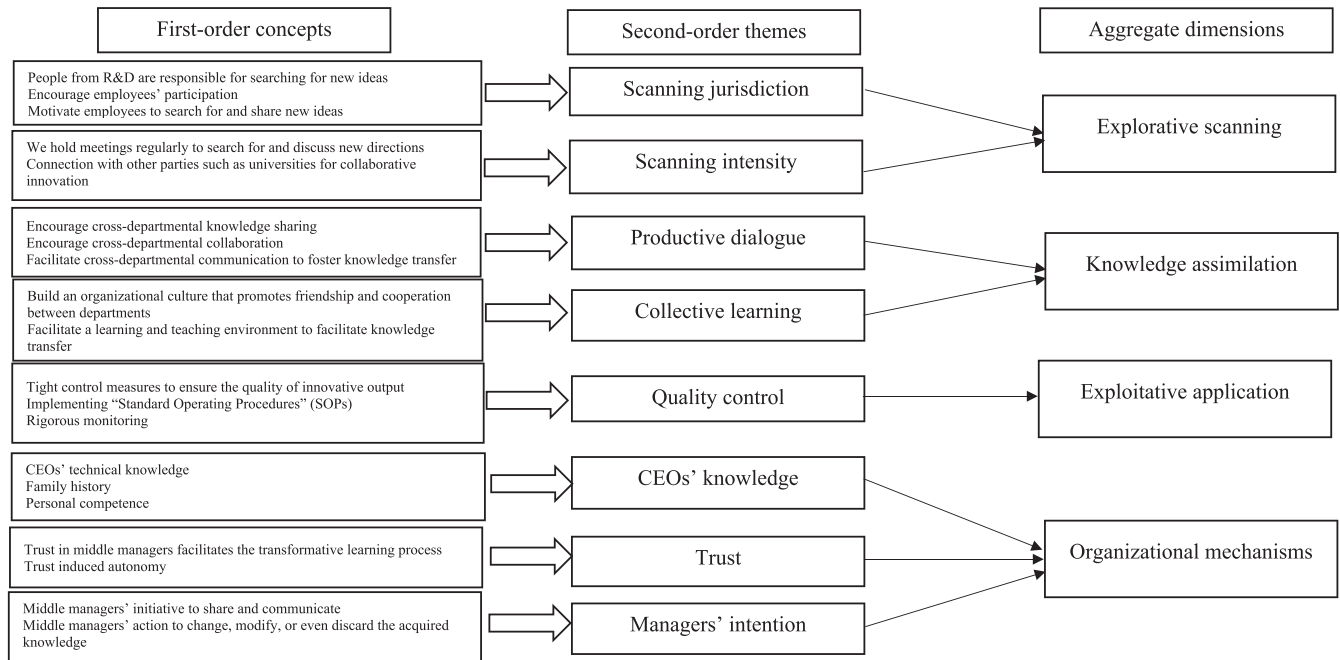 First-order concepts
Second-order themes
Aggregate dimensions
People from R&D are responsible for searching for new ideas
Encourage employees’ participation
Motivate employees to search for and share new ideas
Scanning jurisdiction
Explorative scanning
We hold meetings regularly to search for and discuss new directions
Connection with other parties such as universities for collaborative
innovation
Scanning intensity
Encourage cross-departmental knowledge sharing
Encourage cross-departmental collaboration
Facilitate cross-departmental communication to foster knowledge transfer
Productive dialogue
Knowledge assimilation
Build an organizational culture that promotes friendship and cooperation
between departments
Facilitate a learning and teaching environment to facilitate knowledge
transfer
Collective learning
Tight control measures to ensure the quality of innovative output
Implementing “Standard Operating Procedures” (SOPs)
Rigorous monitoring
Quality control
Exploitative application
CEOs’ technical knowledge
Family history
Personal competence
CEOs’ knowledge
Trust in middle managers facilitates the transformative learning process
Trust induced autonomy
Trust
Organizational mechanisms
Middle managers’ initiative to share and communicate
Middle managers’ action to change, modify, or even discard the acquired
knowledge
Managers’ intention